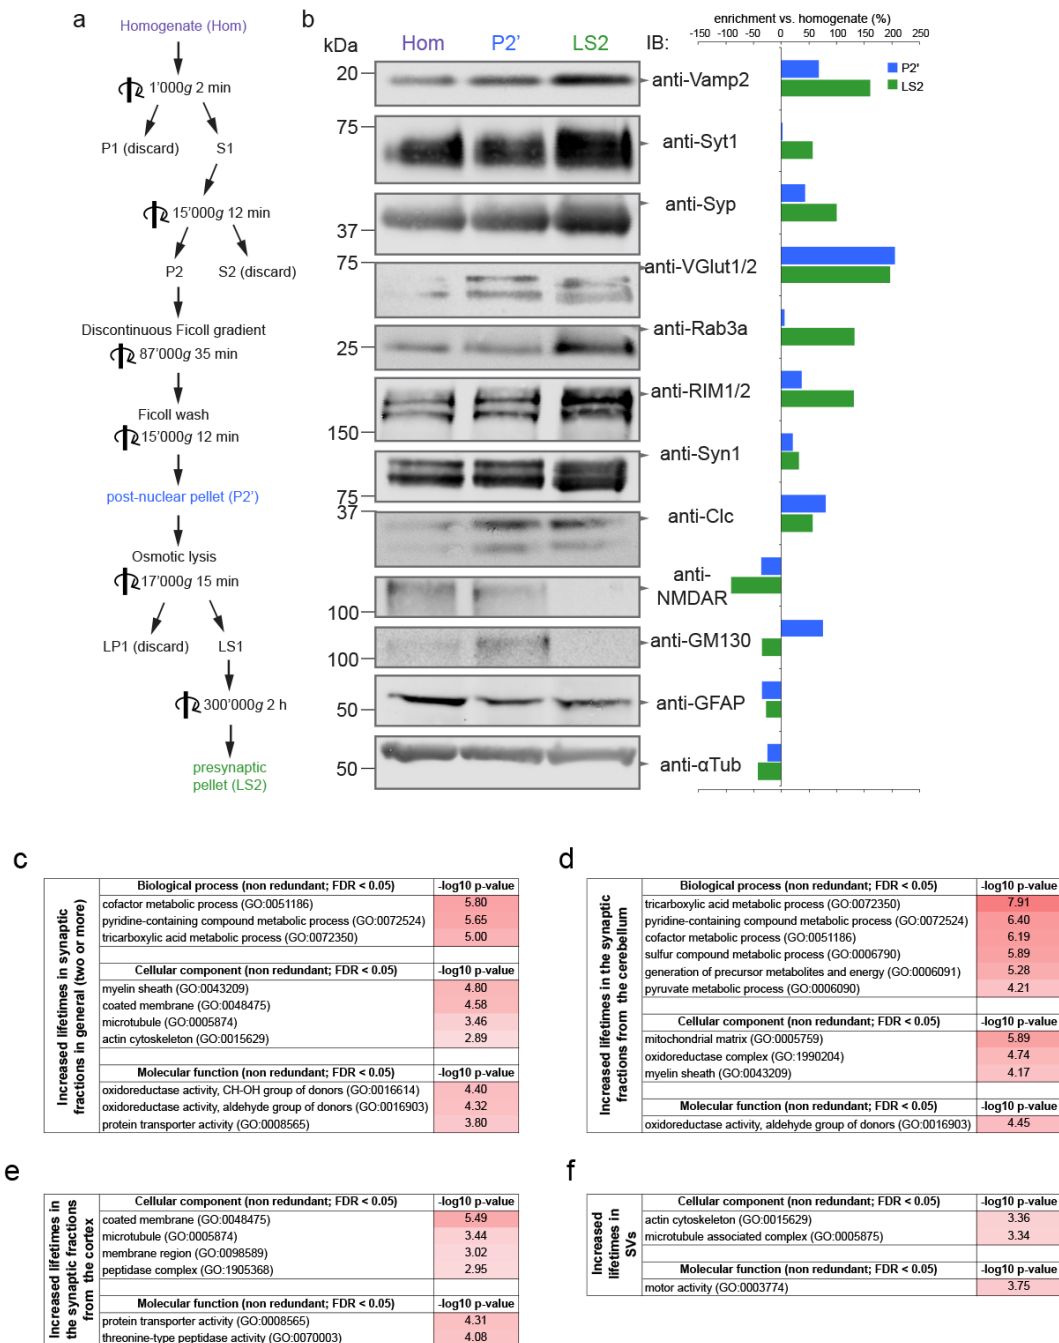 a
Homogenate (Hom)
1'000g 2 min
P1 (discard)
S1
15'000g 12 min
P2
S2 (discard)
Discontinuous Ficoll gradient
87'000g 35 min
Ficoll wash
15'000g 12 min
post-nuclear pellet (P2')
Osmotic lysis
17'000g 15 min
LP1 (discard)
LS1
300'000g 2 h
presynaptic
pellet (LS2)
b
kDa
Hom
P2'
LS2
IB:
enrichment vs. homogenate (%)
-150 -100 -50 0 50 100 150 200 250
P2'
LS2
20
anti-Vamp2
75
anti-Syt1
anti-Syp
37
75
anti-VGlut1/2
anti-Rab3a
25
anti-RIM1/2
150
anti-Syn1
75
37
anti-Clc
anti-
NMDAR
100
anti-GM130
100
anti-GFAP
50
anti-αTub
50
c
Increased lifetimes in synaptic
fractions in general (two or more)
Biological process (non redundant; FDR < 0.05) -log10 p-value
cofactor metabolic process (GO:0051186) 5.80
pyridine-containing compound metabolic process (GO:0072524) 5.65
tricarboxylic acid metabolic process (GO:0072350) 5.00
Cellular component (non redundant; FDR < 0.05) -log10 p-value
myelin sheath (GO:0043209) 4.80
coated membrane (GO:0048475) 4.58
microtubule (GO:0005874) 3.46
actin cytoskeleton (GO:0015629) 2.89
Molecular function (non redundant; FDR < 0.05) -log10 p-value
oxidoreductase activity, CH-OH group of donors (GO:0016614) 4.40
oxidoreductase activity, aldehyde group of donors (GO:0016903) 4.32
protein transporter activity (GO:0008565) 3.80
d
Increased lifetimes in the synaptic
fractions from the cerebellum
Biological process (non redundant; FDR < 0.05) -log10 p-value
tricarboxylic acid metabolic process (GO:0072350) 7.91
pyridine-containing compound metabolic process (GO:0072524) 6.40
cofactor metabolic process (GO:0051186) 6.19
sulfur compound metabolic process (GO:0006790) 5.89
generation of precursor metabolites and energy (GO:0006091) 5.28
pyruvate metabolic process (GO:0006090) 4.21
Cellular component (non redundant; FDR < 0.05) -log10 p-value
mitochondrial matrix (GO:0005759) 5.89
oxidoreductase complex (GO:1990204) 4.74
myelin sheath (GO:0043209) 4.17
Molecular function (non redundant; FDR < 0.05) -log10 p-value
oxidoreductase activity, aldehyde group of donors (GO:0016903) 4.45
e
Increased lifetimes in
the synaptic fractions
from the cortex
Cellular component (non redundant; FDR < 0.05) -log10 p-value
coated membrane (GO:0048475) 5.49
microtubule (GO:0005874) 3.44
membrane region (GO:0098589) 3.02
peptidase complex (GO:1905368) 2.95
Molecular function (non redundant; FDR < 0.05) -log10 p-value
protein transporter activity (GO:0008565) 4.31
threonine-type peptidase activity (GO:0070003) 4.08
f
Increased
lifetimes in
SVs
Cellular component (non redundant; FDR < 0.05) -log10 p-value
actin cytoskeleton (GO:0015629) 3.36
microtubule associated complex (GO:0005875) 3.34
Molecular function (non redundant; FDR < 0.05) -log10 p-value
motor activity (GO:0003774) 3.75